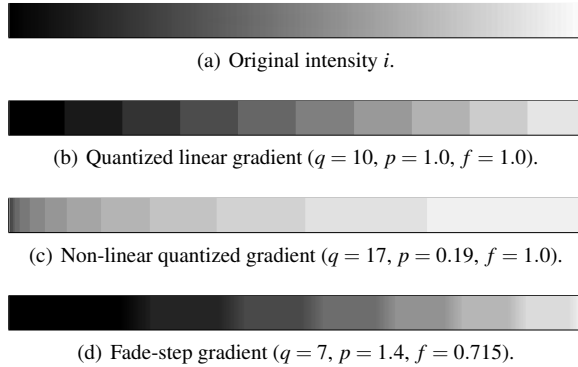 (a) Original intensity i.
(b) Quantized linear gradient (q = 10, p = 1.0, f = 1.0).
(c) Non-linear quantized gradient (q = 17, p = 0.19, f = 1.0).
(d) Fade-step gradient (q = 7, p = 1.4, f = 0.715).